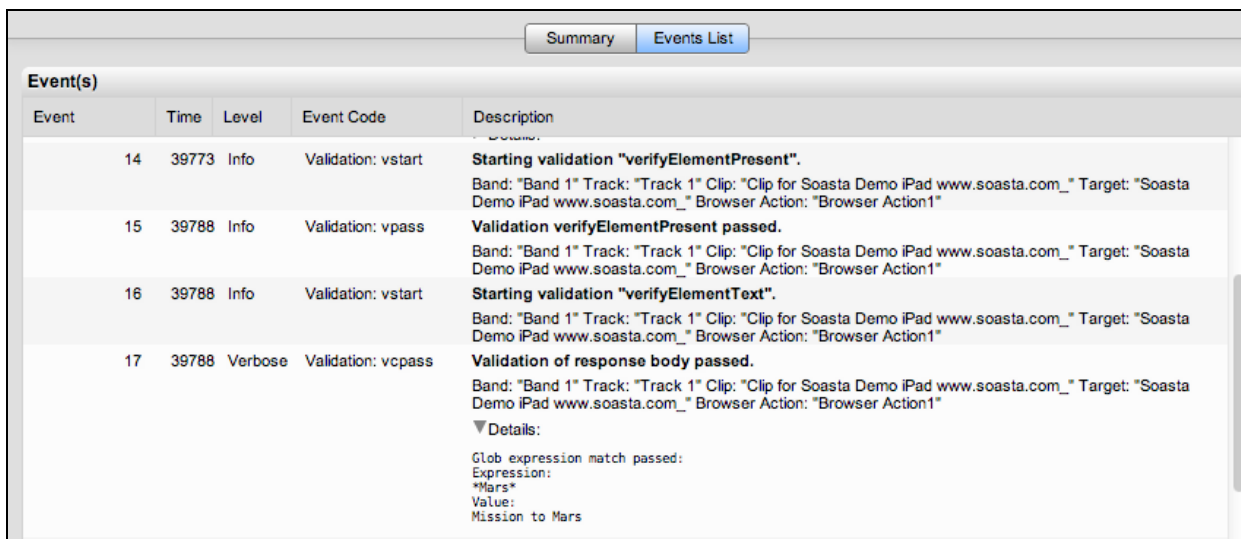 Summary Events List
Event(s)
Event Time Level Event Code Description
Details:
14 39773 Info Validation: vstart Starting validation "verifyElementPresent".
Band: "Band 1" Track: "Track 1" Clip: "Clip for Soasta Demo iPad www.soasta.com_" Target: "Soasta
Demo iPad www.soasta.com_" Browser Action: "Browser Action1"
15 39788 Info Validation: vpass Validation verifyElementPresent passed.
Band: "Band 1" Track: "Track 1" Clip: "Clip for Soasta Demo iPad www.soasta.com_" Target: "Soasta
Demo iPad www.soasta.com_" Browser Action: "Browser Action1"
16 39788 Info Validation: vstart Starting validation "verifyElementText".
Band: "Band 1" Track: "Track 1" Clip: "Clip for Soasta Demo iPad www.soasta.com_" Target: "Soasta
Demo iPad www.soasta.com_" Browser Action: "Browser Action1"
17 39788 Verbose Validation: vcpass Validation of response body passed.
Band: "Band 1" Track: "Track 1" Clip: "Clip for Soasta Demo iPad www.soasta.com_" Target: "Soasta
Demo iPad www.soasta.com_" Browser Action: "Browser Action1"
▼Details:
Glob expression match passed:
Expression:
*Mars*
Value:
Mission to Mars